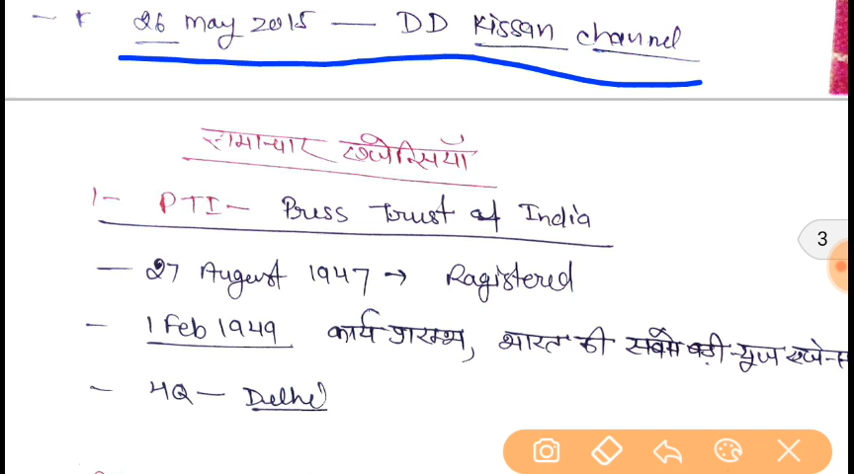 - * 26 may 2015 — DD Kissan channel
समाचार एजेन्सियाँ
1- PTI - Press Trust of India
- 27 August 1947 → Ragistered
3
- 1 Feb 1949 कार्य प्रारम्भ, भारत की सबसे बड़ी न्यूज एजे-स
- HQ - Delhi